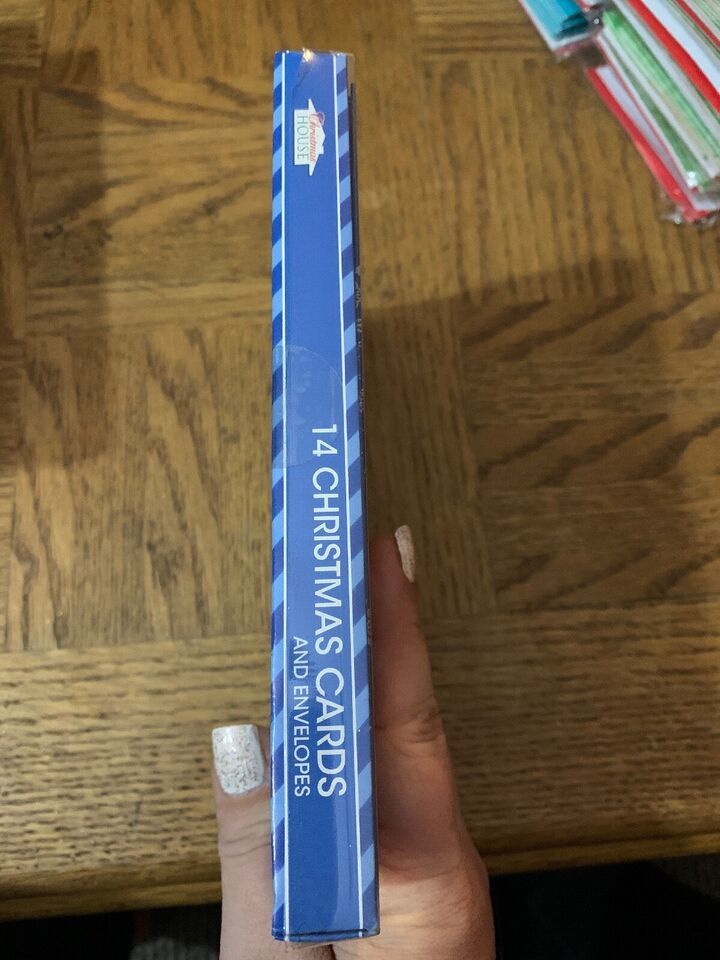 Christmas
HOUSE
14 CHRISTMAS CARDS
AND ENVELOPES